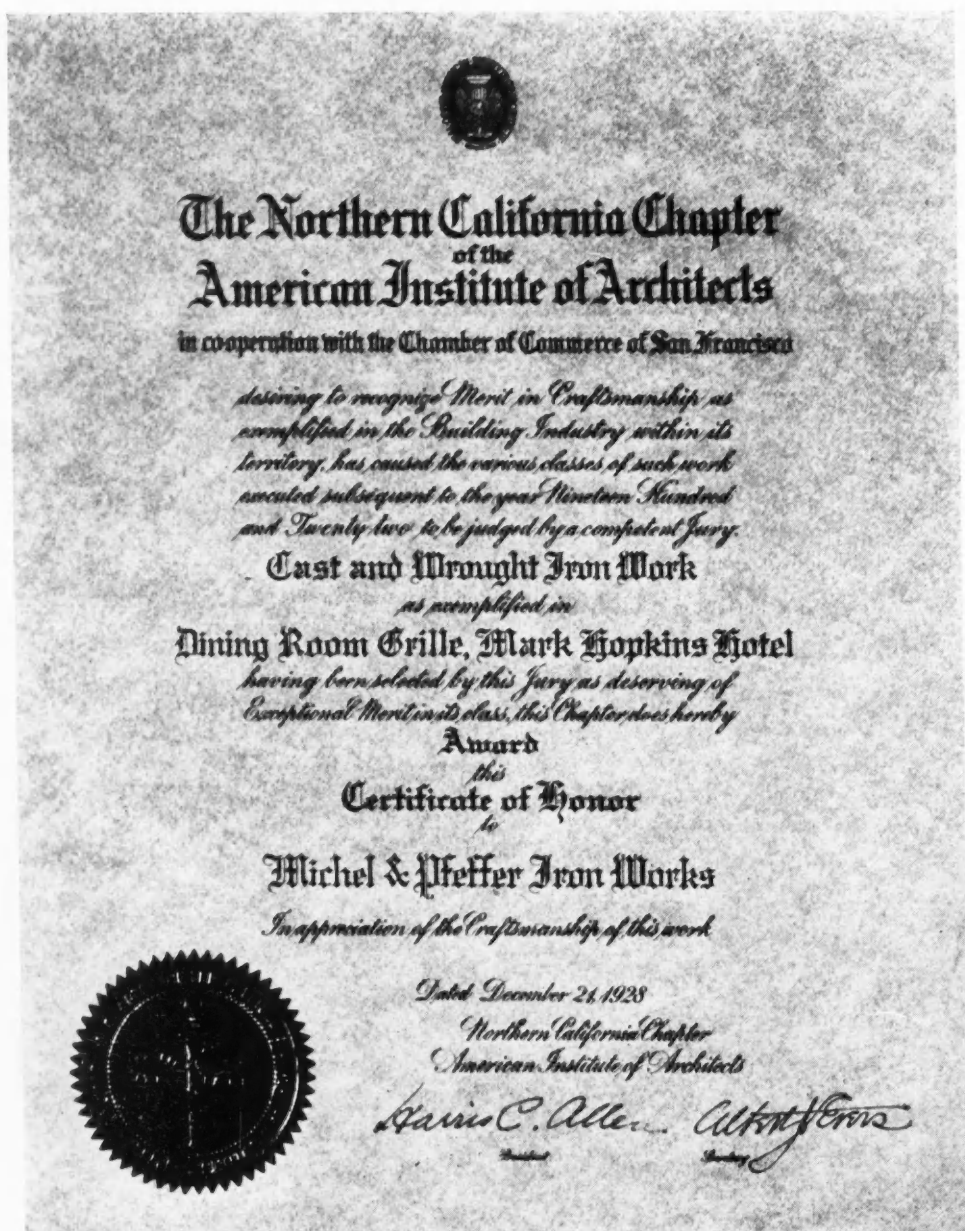 The Northern California Chapter
of the
American Institute of Architects
in cooperation with the Chamber of Commerce of San Francisco
desiring to recognize Merit in Craftsmanship as
exemplified in the Building Industry within its
territory, has caused the various classes of such work
executed subsequent to the year Nineteen Hundred
and Twenty two to be judged by a competent Jury.
Cast and Wrought Iron Work
as exemplified in
Dining Room Grille, Mark Hopkins Hotel
having been selected by this Jury as deserving of
Exceptional Merit in its class, this Chapter does hereby
Award
this
Certificate of Honor
to
Michel & Pfeffer Iron Works
In appreciation of the Craftsmanship of this work
Dated December 21, 1928
Northern California Chapter
American Institute of Architects
Harris C. Allen Albert J Evers
President Secretary